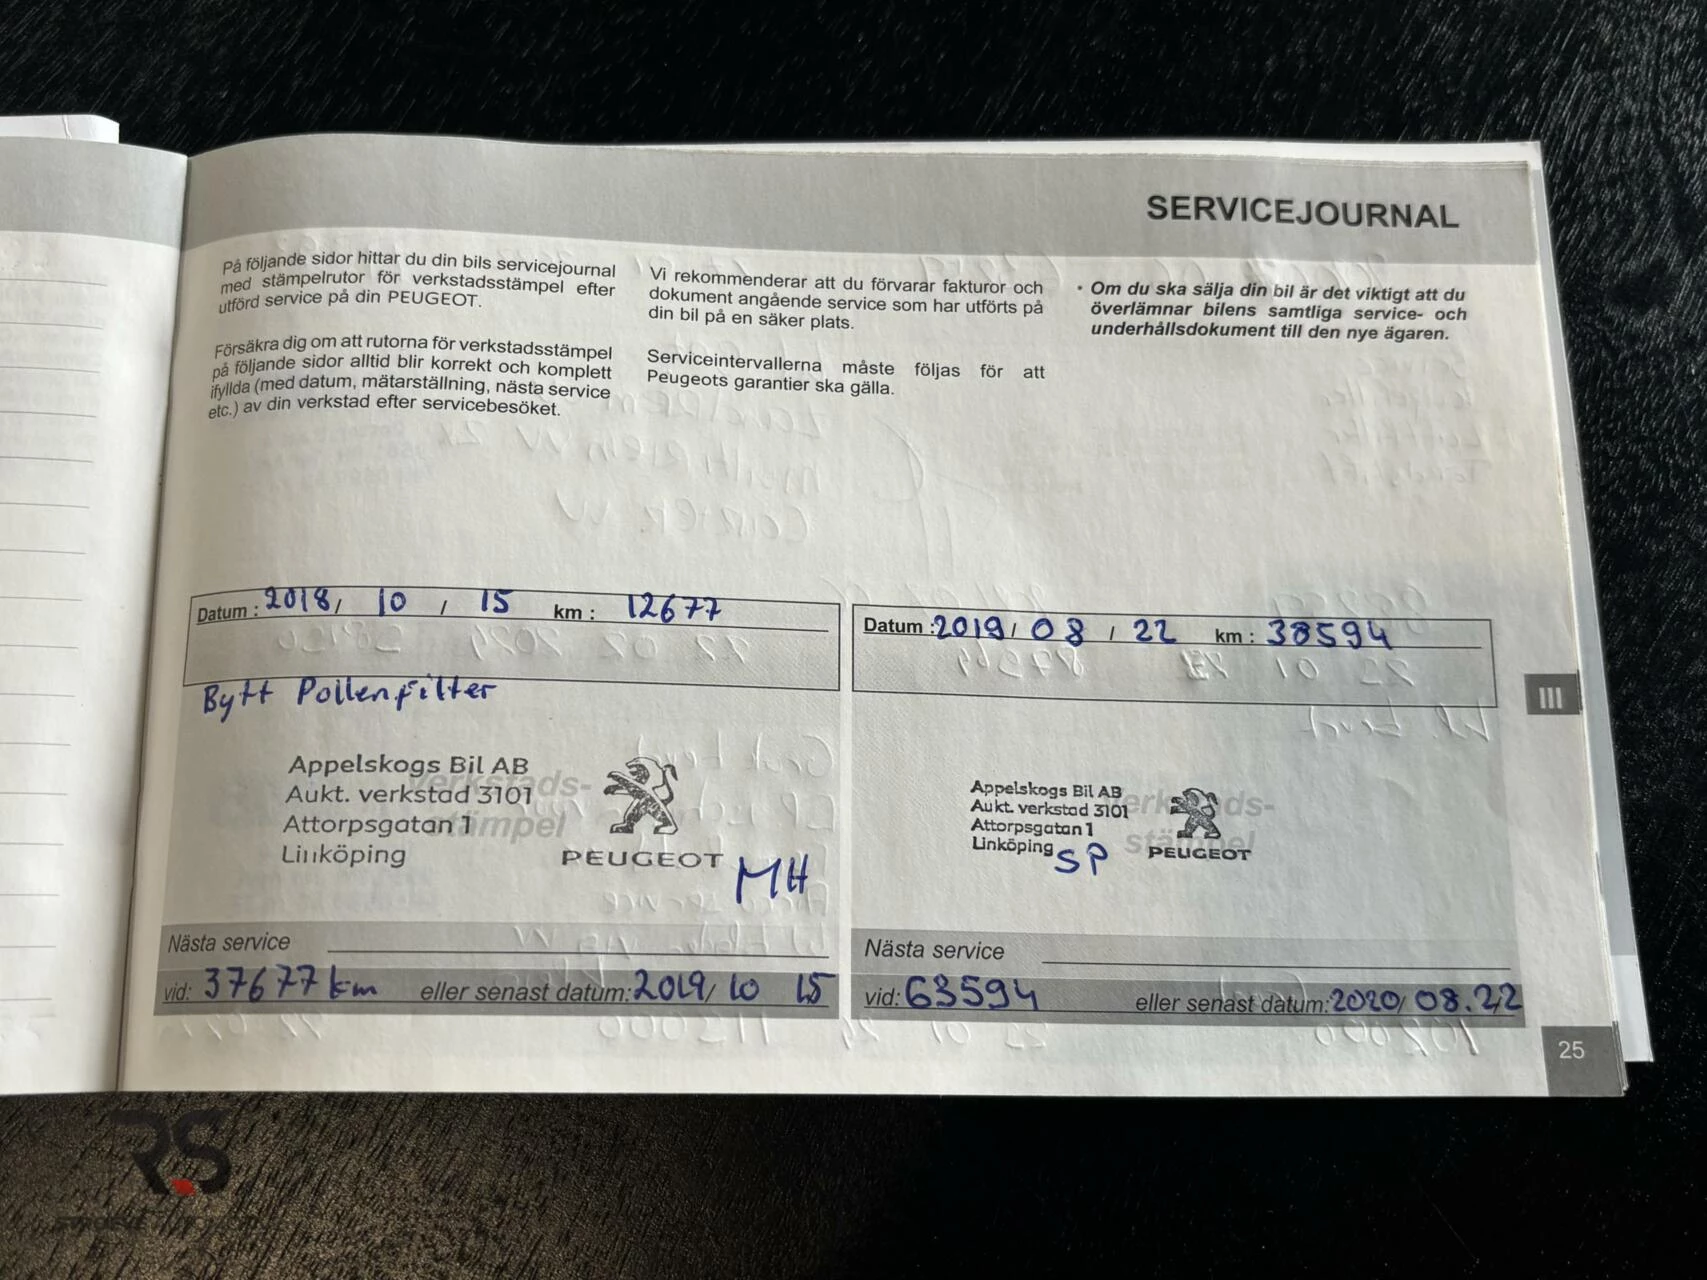 SERVICEJOURNAL
På följande sidor hittar du din bils servicejournal
med stämpelrutor för verkstadsstämpel efter
utförd service på din PEUGEOT.
Försäkra dig om att rutorna för verkstadsstämpel
på följande sidor alltid blir korrekt och komplett
ifyllda (med datum, mätarställning, nästa service
etc.) av din verkstad efter servicebesöket.
Vi rekommenderar att du förvarar fakturor och
dokument angående service som har utförts på
din bil på en säker plats.
Serviceintervallerna måste följas för att
Peugeots garantier ska gälla.
• Om du ska sälja din bil är det viktigt att du
överlämnar bilens samtliga service- och
underhållsdokument till den nye ägaren.
Datum : 2018/ 10 / 15 km : 12677
Bytt Pollenfilter
Verkstads-
stämpel
Appelskogs Bil AB
Aukt. verkstad 3101
Attorpsgatan 1
Linköping
PEUGEOT
MH
Nästa service
vid: 37677 km eller senast datum: 2019/ 10 15
Datum : 2019/ 08 / 22 km : 38594
Verkstads-
stämpel
Appelskogs Bil AB
Aukt. verkstad 3101
Attorpsgatan 1
Linköping
SP
PEUGEOT
Nästa service
vid: 63594 eller senast datum: 2020/ 08.22
III
25
RS